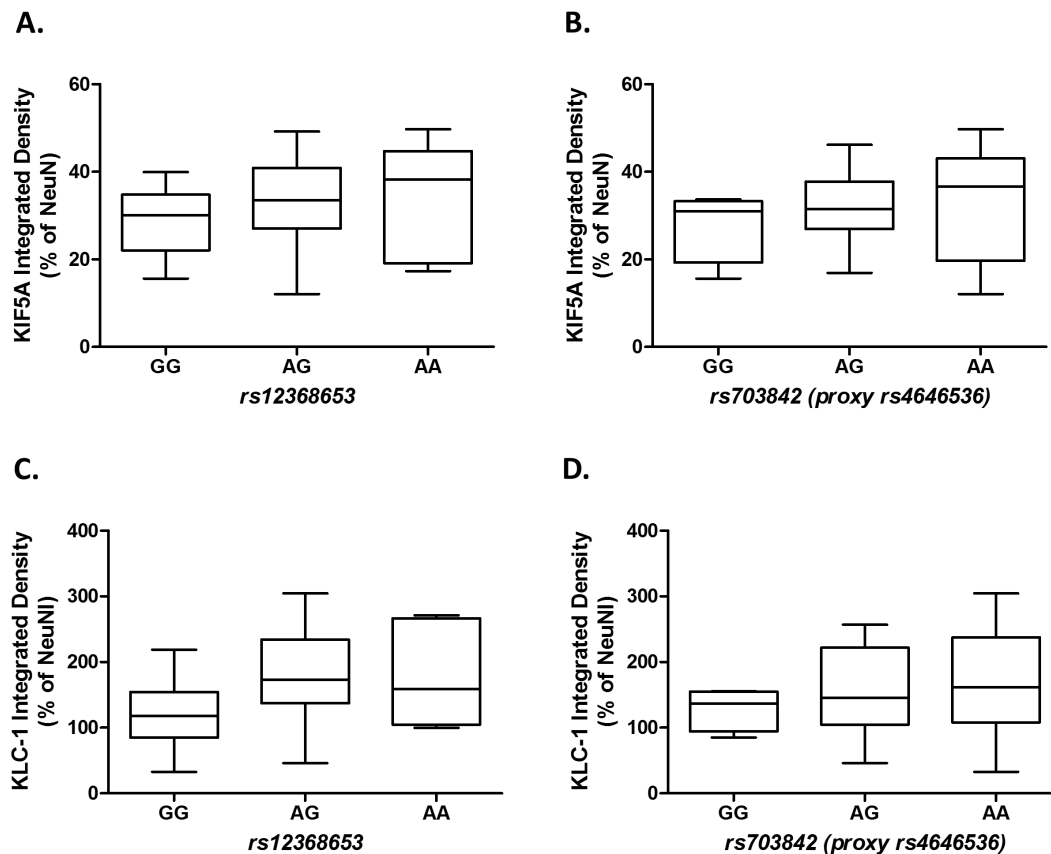 A.
KIF5A Integrated Density
(% of NeuN)
60
40
20
0
GG AG AA
rs12368653
B.
KIF5A Integrated Density
(% of NeuN)
60
40
20
0
GG AG AA
rs703842 (proxy rs4646536)
C.
KLC-1 Integrated Density
(% of NeuNl)
400
300
200
100
0
GG AG AA
rs12368653
D.
KLC-1 Integrated Density
(% of NeuNl)
400
300
200
100
0
GG AG AA
rs703842 (proxy rs4646536)